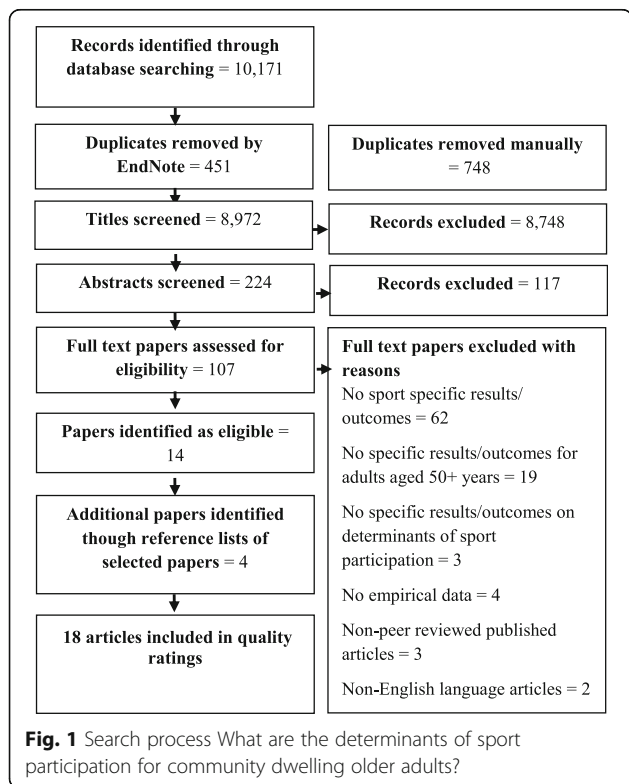 Records identified through
database searching = 10,171
Duplicates removed by
EndNote = 451
Duplicates removed manually
= 748
Titles screened = 8,972
Records excluded = 8,748
Abstracts screened = 224
Records excluded = 117
Full text papers assessed for
eligibility = 107
Full text papers excluded with
reasons
No sport specific results/
outcomes = 62
No specific results/outcomes for
adults aged 50+ years = 19
No specific results/outcomes on
determinants of sport
participation = 3
No empirical data = 4
Non-peer reviewed published
articles = 3
Non-English language articles = 2
Papers identified as eligible =
14
Additional papers identified
though reference lists of
selected papers = 4
18 articles included in quality
ratings
Fig. 1 Search process What are the determinants of sport
participation for community dwelling older adults?